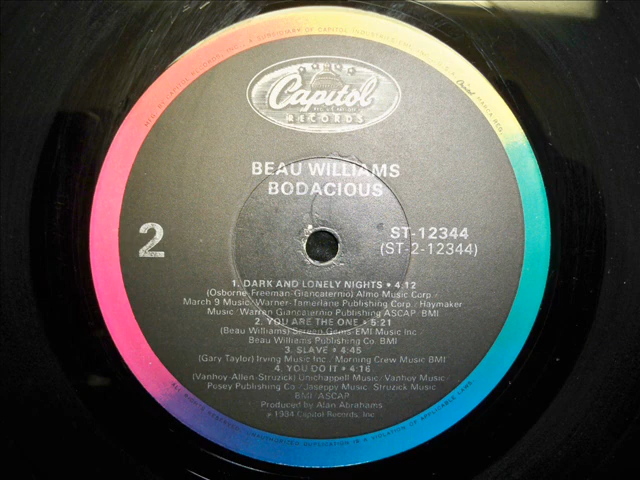 Capitol
RECORDS
BEAU WILLIAMS
BODACIOUS
2
ST-12344
(ST-2-12344)
1. DARK AND LONELY NIGHTS • 4:12
(Osborne-Freeman-Giancaternio) Almo Music Corp./
March 9 Music/Warner-Tamerlane Publishing Corp./Haymaker
Music/Warren Giancaternio Publishing ASCAP/BMI
2. YOU ARE THE ONE • 5:21
(Beau Williams) Screen Gems-EMI Music Inc./
Beau Williams Publishing Co. BMI
3. SLAVE • 4:45
(Gary Taylor) Irving Music Inc./Morning Crew Music BMI
4. YOU DO IT • 4:16
(Vanhoy-Allen-Struzick) Unichappell Music/Vanhoy Music/
Posey Publishing Co./Jaseppy Music/Struzick Music
BMI/ASCAP
Produced by Alan Abrahams
℗ 1984 Capitol Records, Inc.